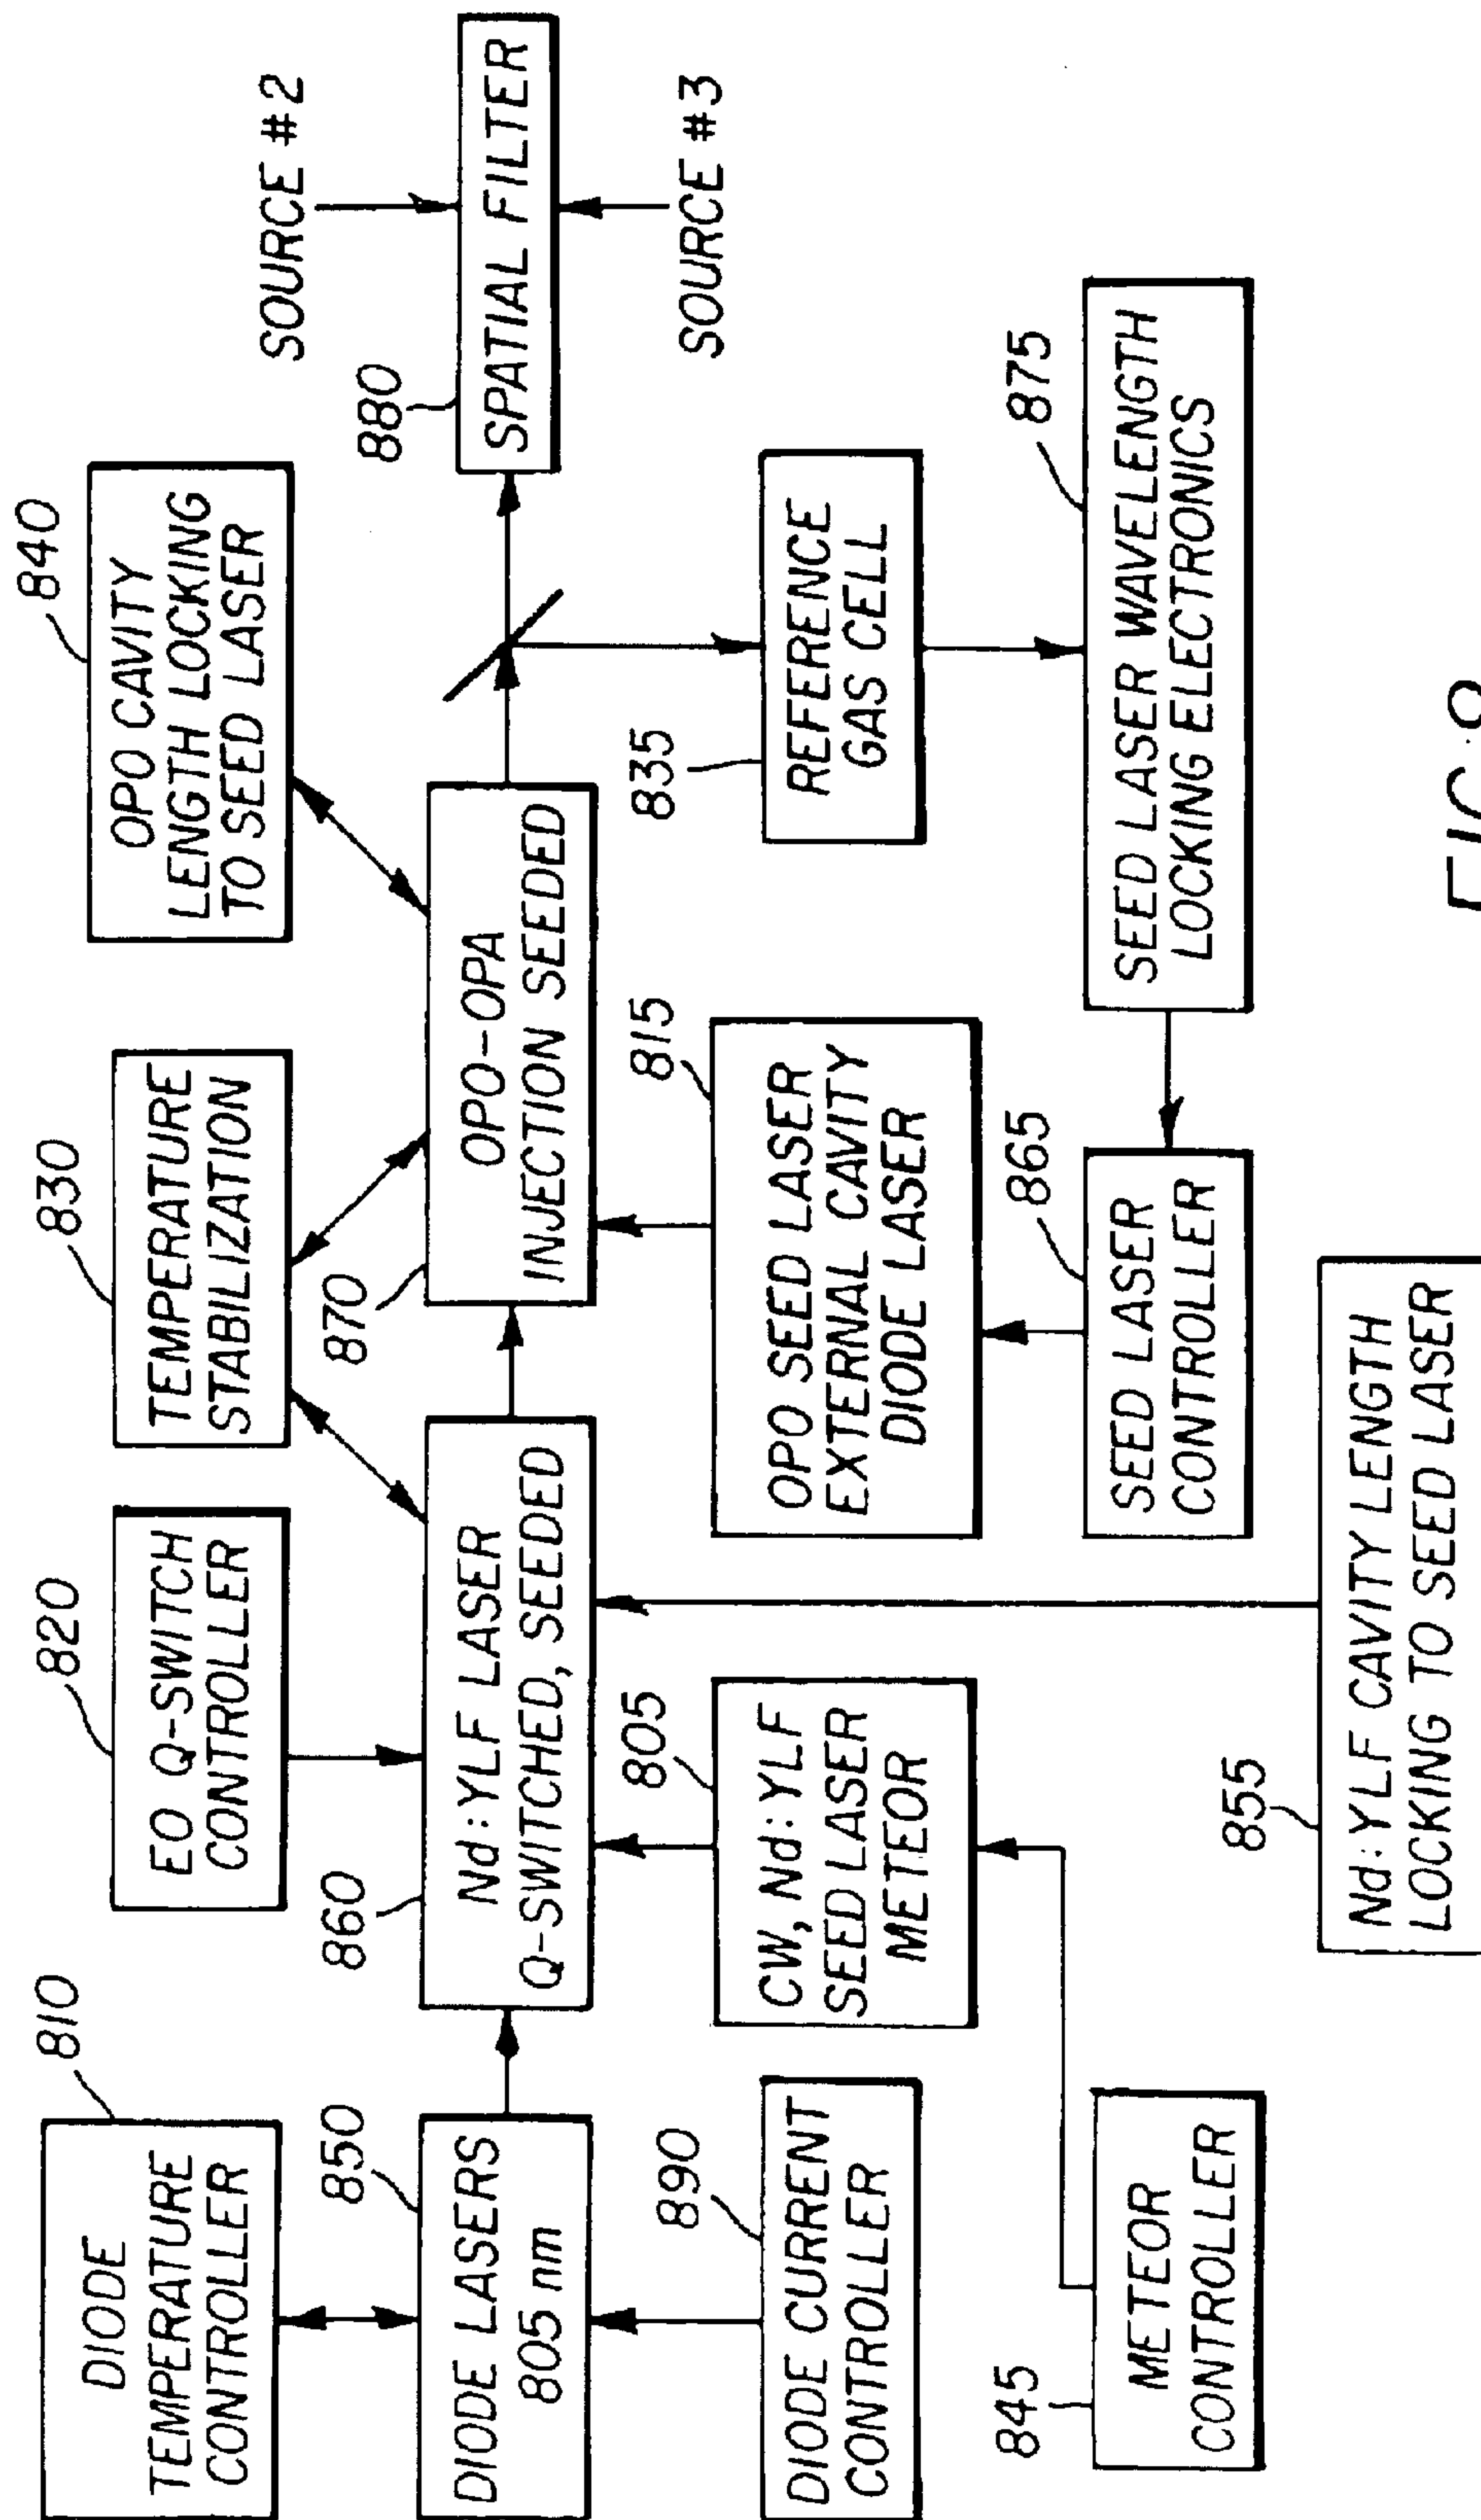 810
DIODE
TEMPERATURE
CONTROLLER
820
EO Q-SWITCH
CONTROLLER
830
TEMPERATURE
STABILIZATION
840
OPO CAVITY
LENGTH LOCKING
TO SEED LASER
SOURCE #2
850
DIODE LASERS
805 nm
860
Nd:YLF LASER
Q-SWITCHED, SEEDED
870
OPO-OPA
INJECTION SEEDED
880
SPATIAL FILTER
SOURCE #3
890
DIODE CURRENT
CONTROLLER
805
CW, Nd:YLF
SEED LASER
METEOR
815
OPO SEED LASER
EXTERNAL CAVITY
DIODE LASER
835
REFERENCE
GAS CELL
845
METEOR
CONTROLLER
865
SEED LASER
CONTROLLER
875
SEED LASER WAVELENGTH
LOCKING ELECTRONICS
855
Nd:YLF CAVITY LENGTH
LOCKING TO SEED LASER
FIG. 8